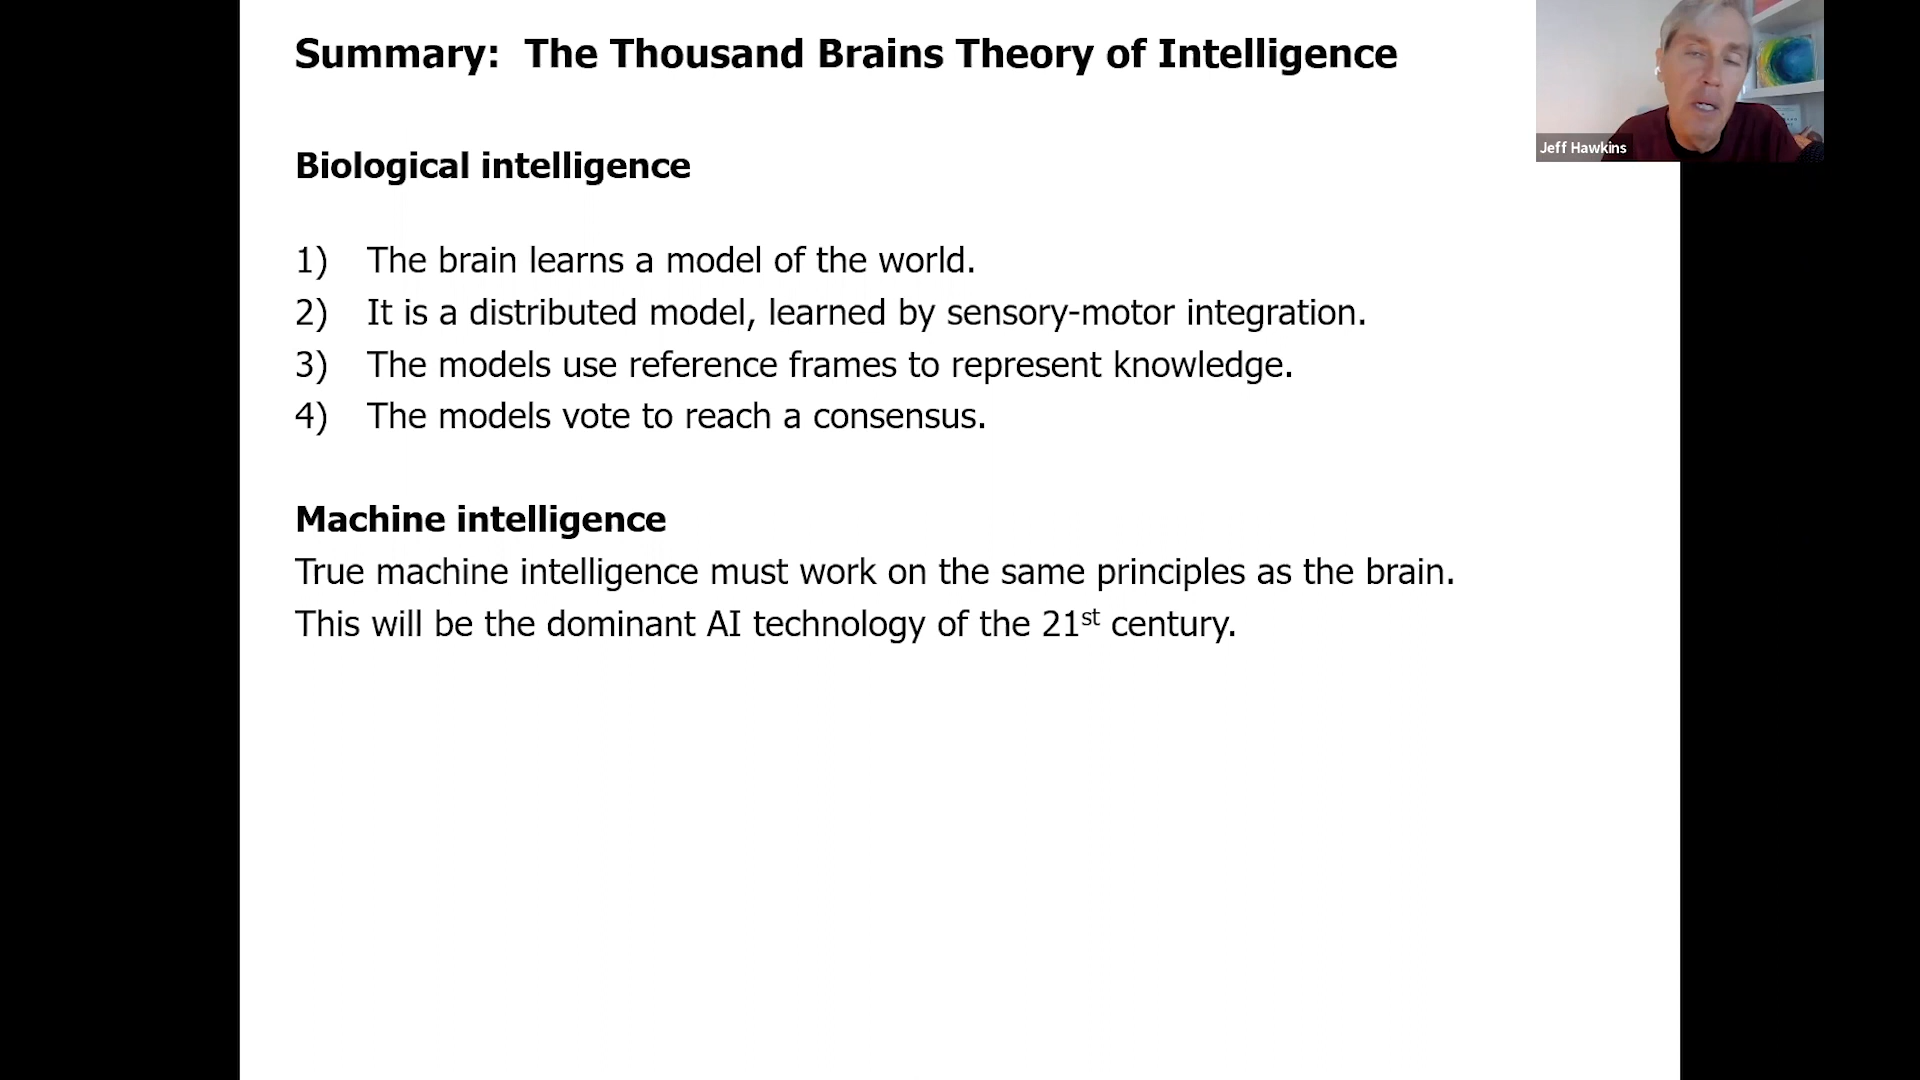 Summary: The Thousand Brains Theory of Intelligence
Jeff Hawkins
Biological intelligence
1) The brain learns a model of the world.
2) It is a distributed model, learned by sensory-motor integration.
3) The models use reference frames to represent knowledge.
4) The models vote to reach a consensus.
Machine intelligence
True machine intelligence must work on the same principles as the brain.
This will be the dominant AI technology of the 21st century.